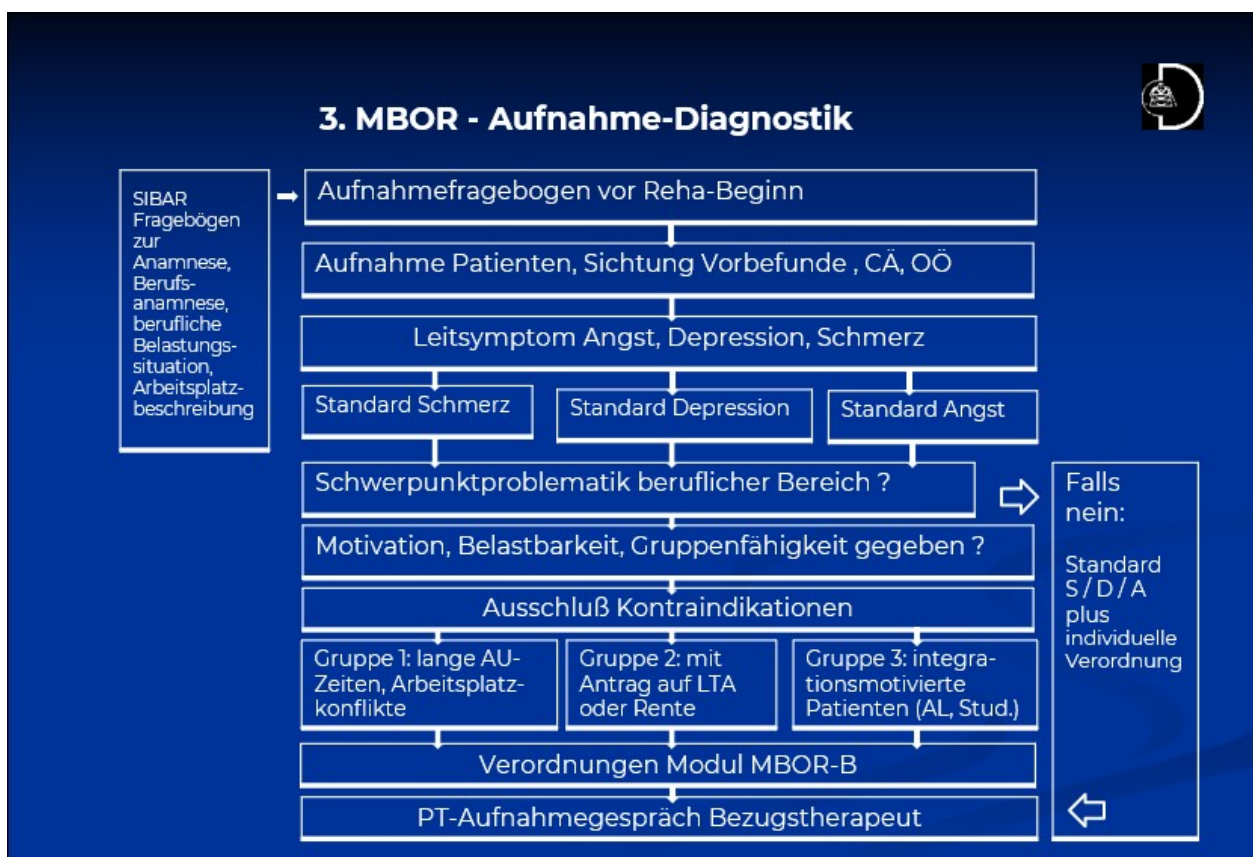 3. MBOR - Aufnahme-Diagnostik
SIBAR
Fragebögen
zur
Anamnese,
Berufs-
anamnese,
berufliche
Belastungs-
situation,
Arbeitsplatz-
beschreibung
Aufnahmefragebogen vor Reha-Beginn
Aufnahme Patienten, Sichtung Vorbefunde , CÄ, OÖ
Leitsymptom Angst, Depression, Schmerz
Standard Schmerz
Standard Depression
Standard Angst
Schwerpunktproblematik beruflicher Bereich ?
Falls
nein:
Standard
S / D / A
plus
individuelle
Verordnung
Motivation, Belastbarkeit, Gruppenfähigkeit gegeben ?
Ausschluß Kontraindikationen
Gruppe 1: lange AU-
Zeiten, Arbeitsplatz-
konflikte
Gruppe 2: mit
Antrag auf LTA
oder Rente
Gruppe 3: integra-
tionsmotivierte
Patienten (AL, Stud.)
Verordnungen Modul MBOR-B
PT-Aufnahmegespräch Bezugstherapeut